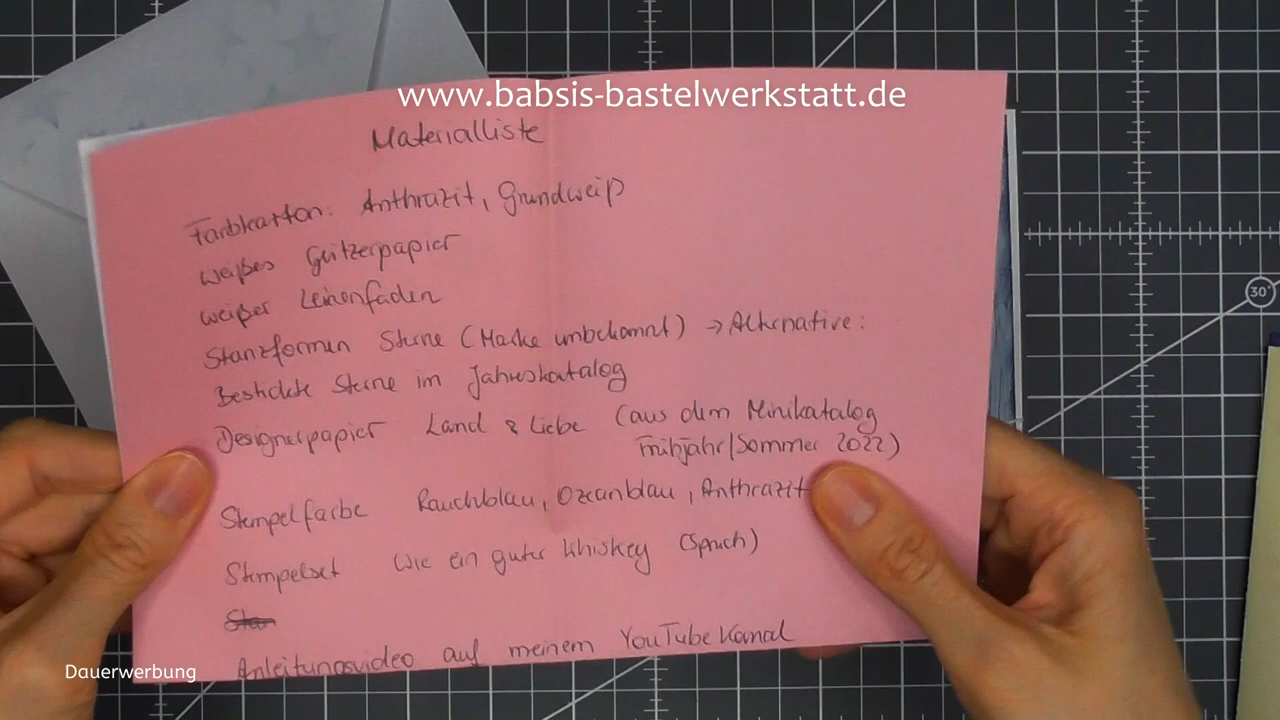 www.babsis-bastelwerkstatt.de
Materialliste
Farbkarton: Anthrazit, Grundweiß
weißes Glitzerpapier
weißer Leinenfaden
Stanzformen Sterne (Marke unbekannt) → Alternative:
Bestickte Sterne im Jahreskatalog
Designerpapier Land & Liebe (aus dem Minikatalog
Frühjahr/Sommer 2022)
30°
Stempelfarbe Rauchblau, Ozeanblau, Anthrazit
Stempelset Wie ein guter Whiskey (Spruch)
Stan
Anleitungsvideo auf meinem YouTube Kanal
Dauerwerbung